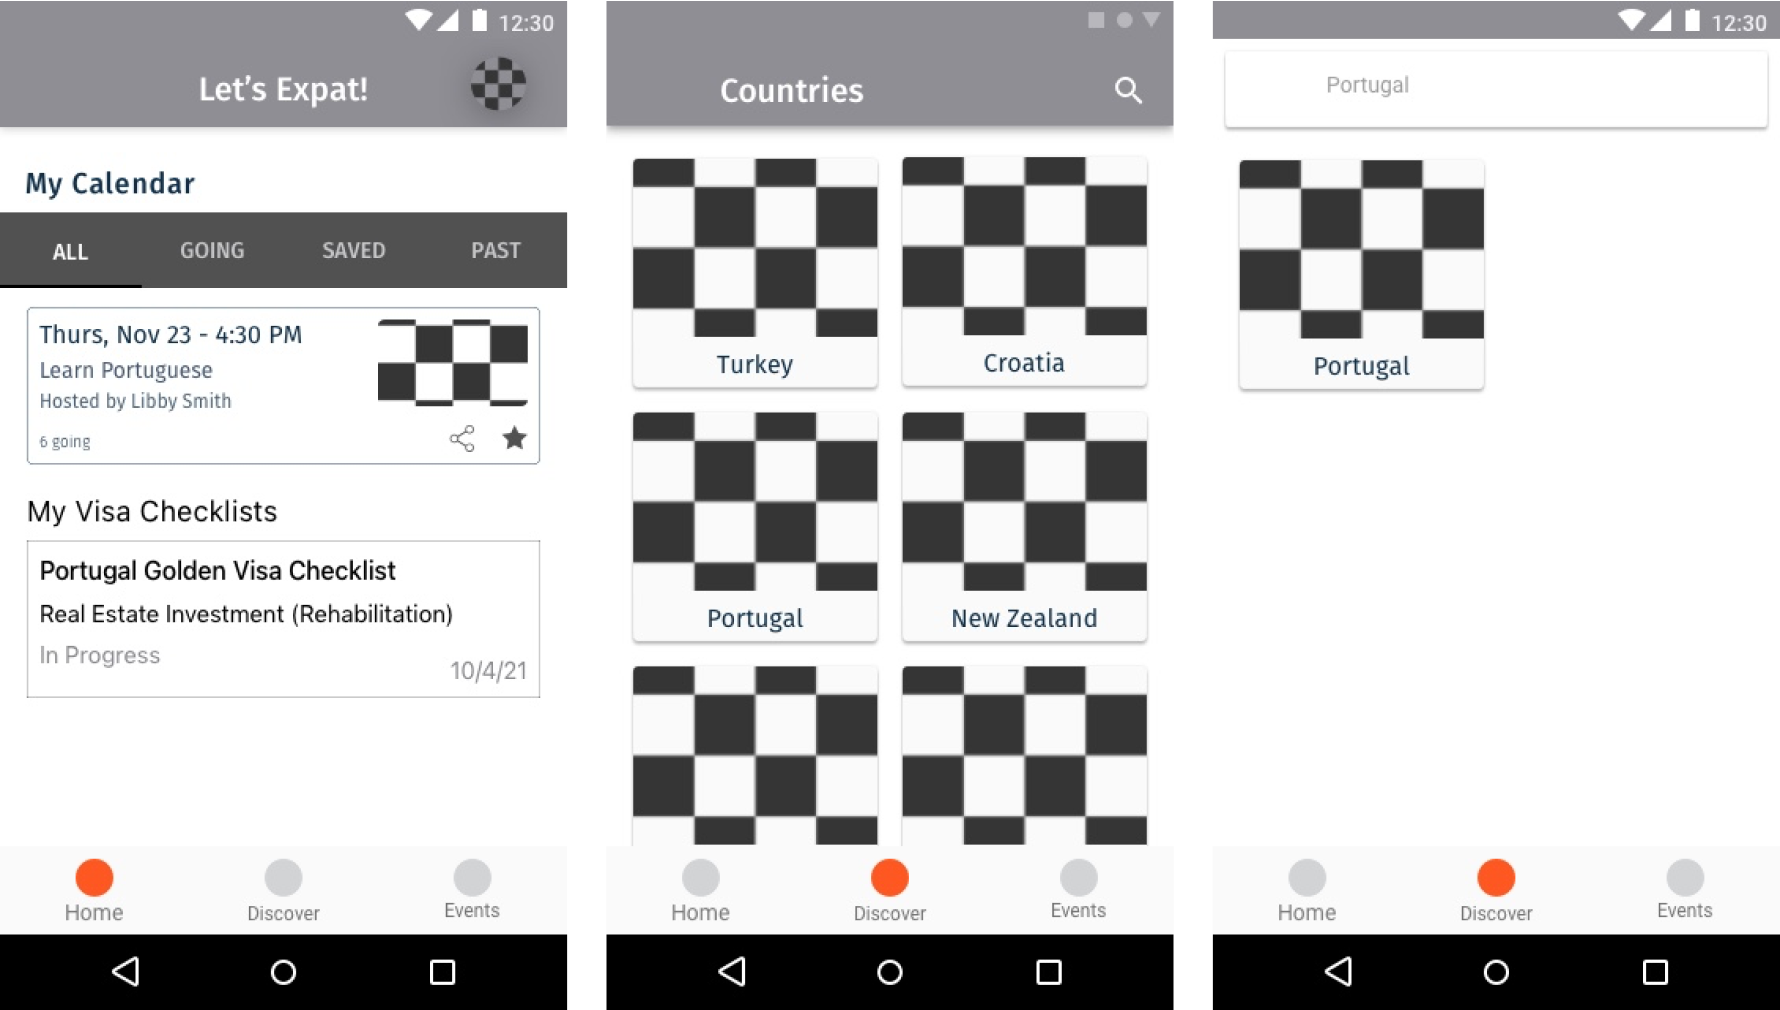 12:30
Let's Expat!
My Calendar
ALL GOING SAVED PAST
Thurs, Nov 23 - 4:30 PM
Learn Portuguese
Hosted by Libby Smith
6 going
My Visa Checklists
Portugal Golden Visa Checklist
Real Estate Investment (Rehabilitation)
In Progress
10/4/21
Home Discover Events
Countries
Turkey Croatia
Portugal New Zealand
Home Discover Events
12:30
Portugal
Portugal
Home Discover Events